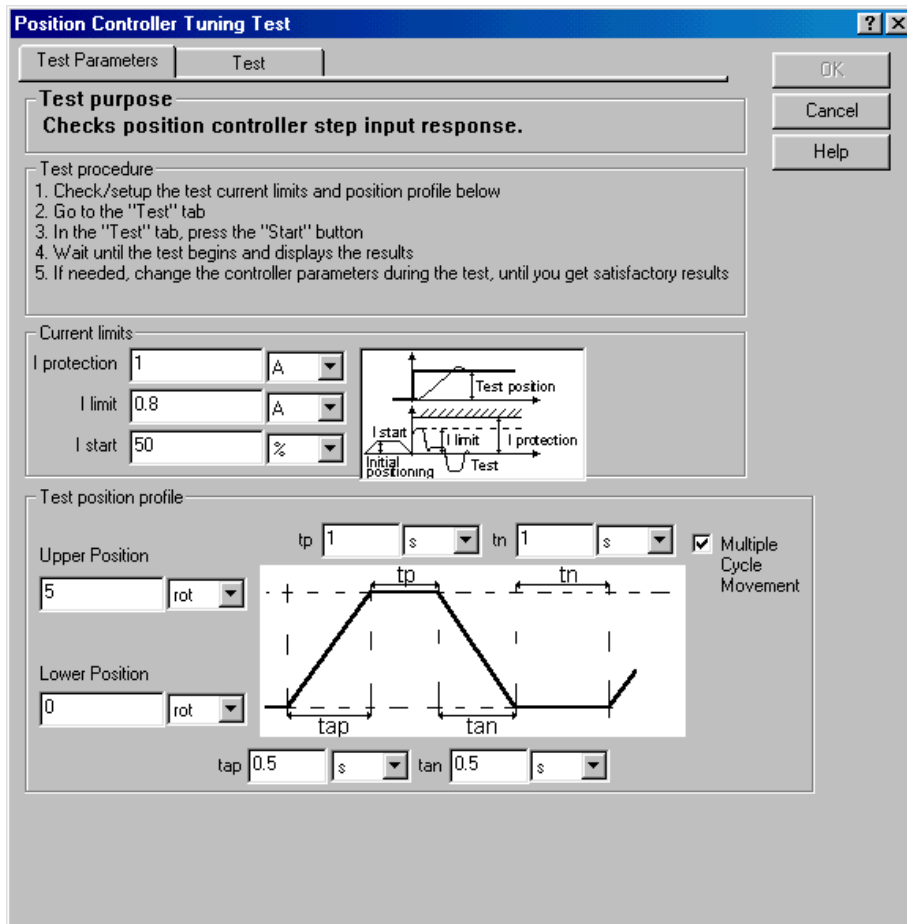 Position Controller Tuning Test
Test Parameters
Test
OK
Cancel
Help
Test purpose
Checks position controller step input response.
Test procedure
1. Check/setup the test current limits and position profile below
2. Go to the "Test" tab
3. In the "Test" tab, press the "Start" button
4. Wait until the test begins and displays the results
5. If needed, change the controller parameters during the test, until you get satisfactory results
Current limits
I protection 1 A
I limit 0.8 A
I start 50 %
Test position
I start
I limit
I protection
Initial
positioning
Test
Test position profile
tp 1 s tn 1 s
Multiple
Cycle
Movement
Upper Position
5 rot
Lower Position
0 rot
tp
tn
tap
tan
tap 0.5 s tan 0.5 s